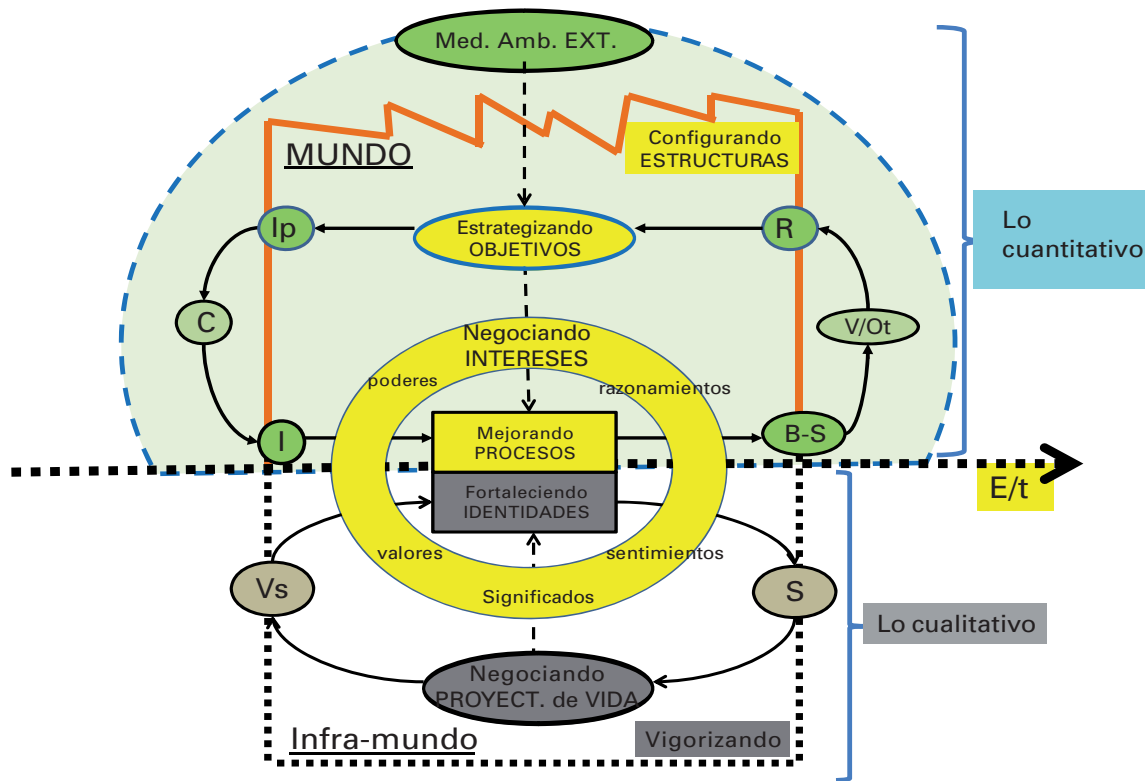 Med. Amb. EXT.
MUNDO
Configurando
ESTRUCTURAS
Lo
cuantitativo
Ip
Estrategizando
OBJETIVOS
R
C
V/Ot
Negociando
INTERESES
poderes
razonamientos
I
Mejorando
PROCESOS
B-S
E/t
Fortaleciendo
IDENTIDADES
valores
sentimientos
Vs
Significados
S
Lo cualitativo
Negociando
PROYECT. de VIDA
Infra-mundo
Vigorizando